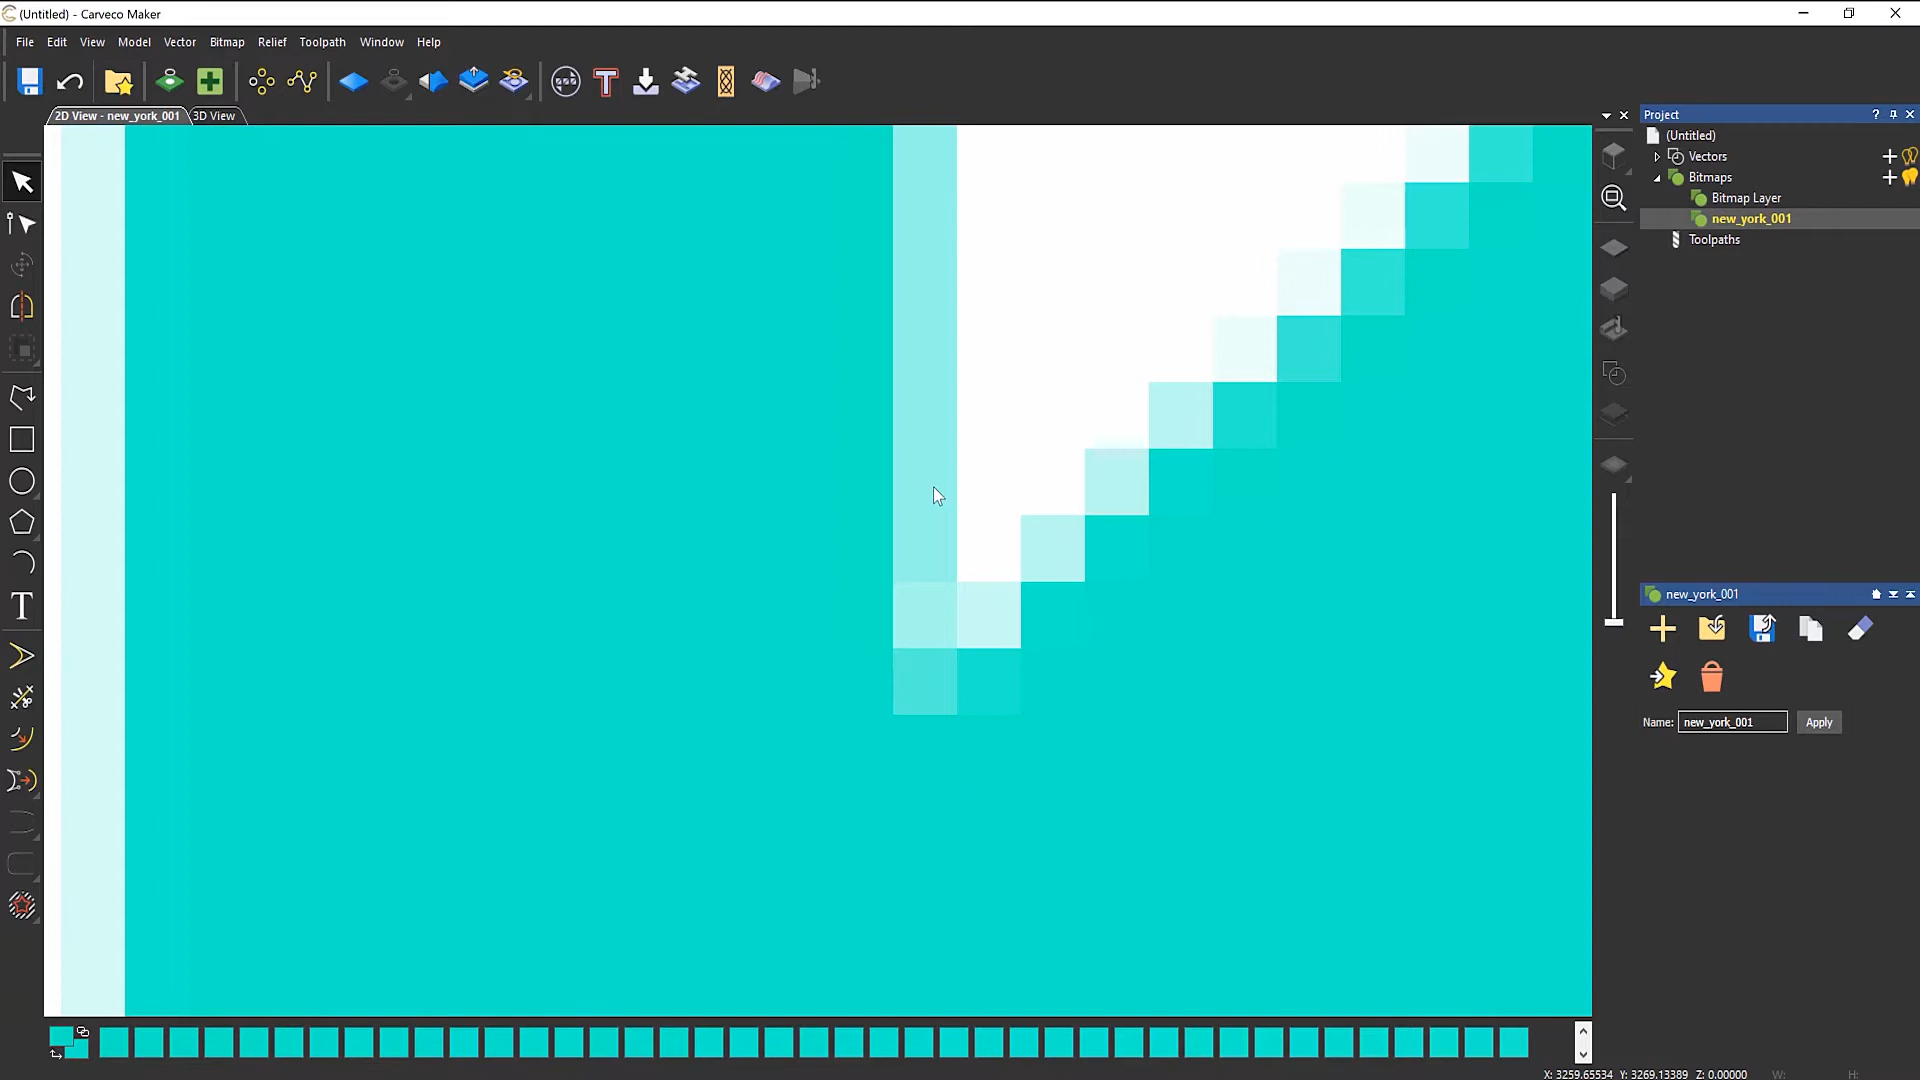 (Untitled) - Carveco Maker
File Edit View Model Vector Bitmap Relief Toolpath Window Help
2D View - new_york_001 3D View
Project
(Untitled)
Vectors
Bitmaps
Bitmap Layer
new_york_001
Toolpaths
new_york_001
Name: new_york_001 Apply
X: 3259.65534 Y: 3269.13389 Z: 0.00000 W: H: